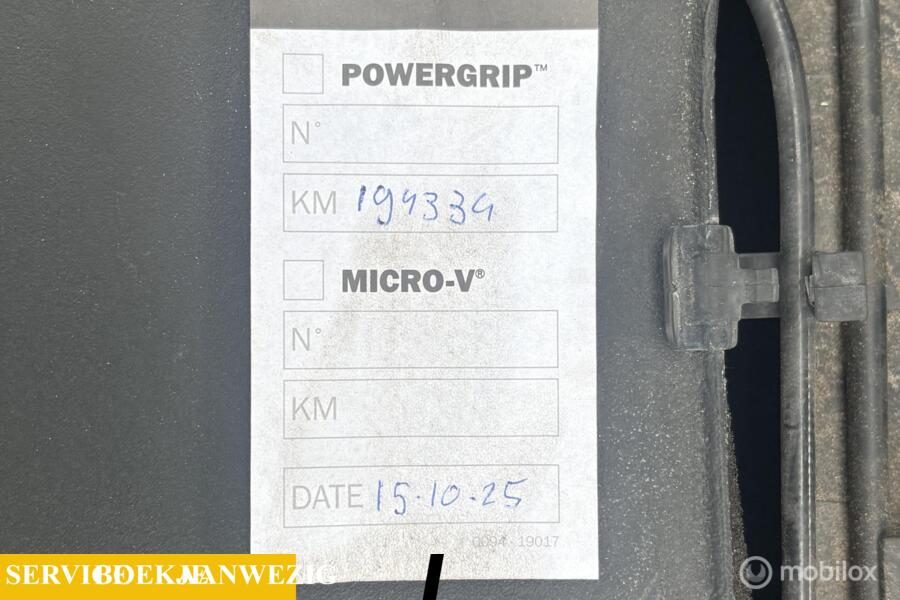 POWERGRIP™
N°
KM 194334
MICRO-V®
N°
KM
DATE 15-10-25
0094 - 19017
mobilox